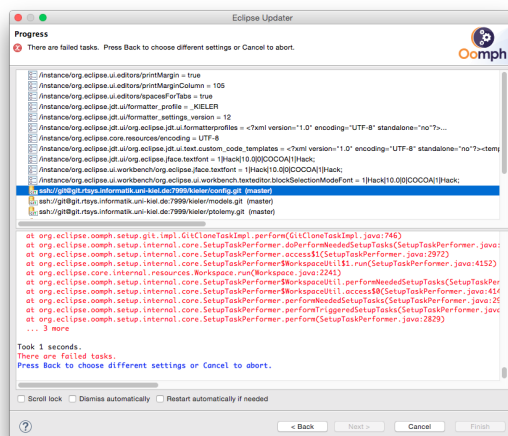 Eclipse Updater
Progress
There are failed tasks. Press Back to choose different settings or Cancel to abort.
Oomph
/instance/org.eclipse.ui.editors/printMargin = true
/instance/org.eclipse.ui.editors/printMarginColumn = 105
/instance/org.eclipse.ui.editors/spacesForTabs = true
/instance/org.eclipse.jdt.ui/formatter_profile = _KIELER
/instance/org.eclipse.jdt.ui/formatter_settings_version = 12
/instance/org.eclipse.jdt.ui/org.eclipse.jdt.ui.formatterprofiles = <?xml version="1.0" encoding="UTF-8" standalone="no"?>...
/instance/org.eclipse.core.resources/encoding = UTF-8
/instance/org.eclipse.jdt.ui/org.eclipse.jdt.ui.text.custom_code_templates = <?xml version="1.0" encoding="UTF-8" standalone="no"?><temp
/instance/org.eclipse.jdt.ui/org.eclipse.jface.textfont = 1|Hack|10.0|0|COCOA|1|Hack;
/instance/org.eclipse.ui.workbench/org.eclipse.jface.textfont = 1|Hack|10.0|0|COCOA|1|Hack;
/instance/org.eclipse.ui.workbench/org.eclipse.ui.workbench.texteditor.blockSelectionModeFont = 1|Hack|10.0|0|COCOA|1|Hack;
ssh://git@git.rtsys.informatik.uni-kiel.de:7999/kieler/config.git (master)
ssh://git@git.rtsys.informatik.uni-kiel.de:7999/kieler/models.git (master)
ssh://git@git.rtsys.informatik.uni-kiel.de:7999/kieler/ptolemy.git (master)
at org.eclipse.oomph.setup.git.impl.GitCloneTaskImpl.perform(GitCloneTaskImpl.java:746)
at org.eclipse.oomph.setup.internal.core.SetupTaskPerformer.doPerformNeededSetupTasks(SetupTaskPerformer.java:
at org.eclipse.oomph.setup.internal.core.SetupTaskPerformer.access$1(SetupTaskPerformer.java:2972)
at org.eclipse.oomph.setup.internal.core.SetupTaskPerformer$WorkspaceUtil$1.run(SetupTaskPerformer.java:4152)
at org.eclipse.core.internal.resources.Workspace.run(Workspace.java:2241)
at org.eclipse.oomph.setup.internal.core.SetupTaskPerformer$WorkspaceUtil.performNeededSetupTasks(SetupTaskPer
at org.eclipse.oomph.setup.internal.core.SetupTaskPerformer$WorkspaceUtil.access$0(SetupTaskPerformer.java:414
at org.eclipse.oomph.setup.internal.core.SetupTaskPerformer.performNeededSetupTasks(SetupTaskPerformer.java:29
at org.eclipse.oomph.setup.internal.core.SetupTaskPerformer.performTriggeredSetupTasks(SetupTaskPerformer.java
at org.eclipse.oomph.setup.internal.core.SetupTaskPerformer.perform(SetupTaskPerformer.java:2829)
... 3 more
Took 1 seconds.
There are failed tasks.
Press Back to choose different settings or Cancel to abort.
Scroll lock Dismiss automatically Restart automatically if needed
? < Back Next > Cancel Finish